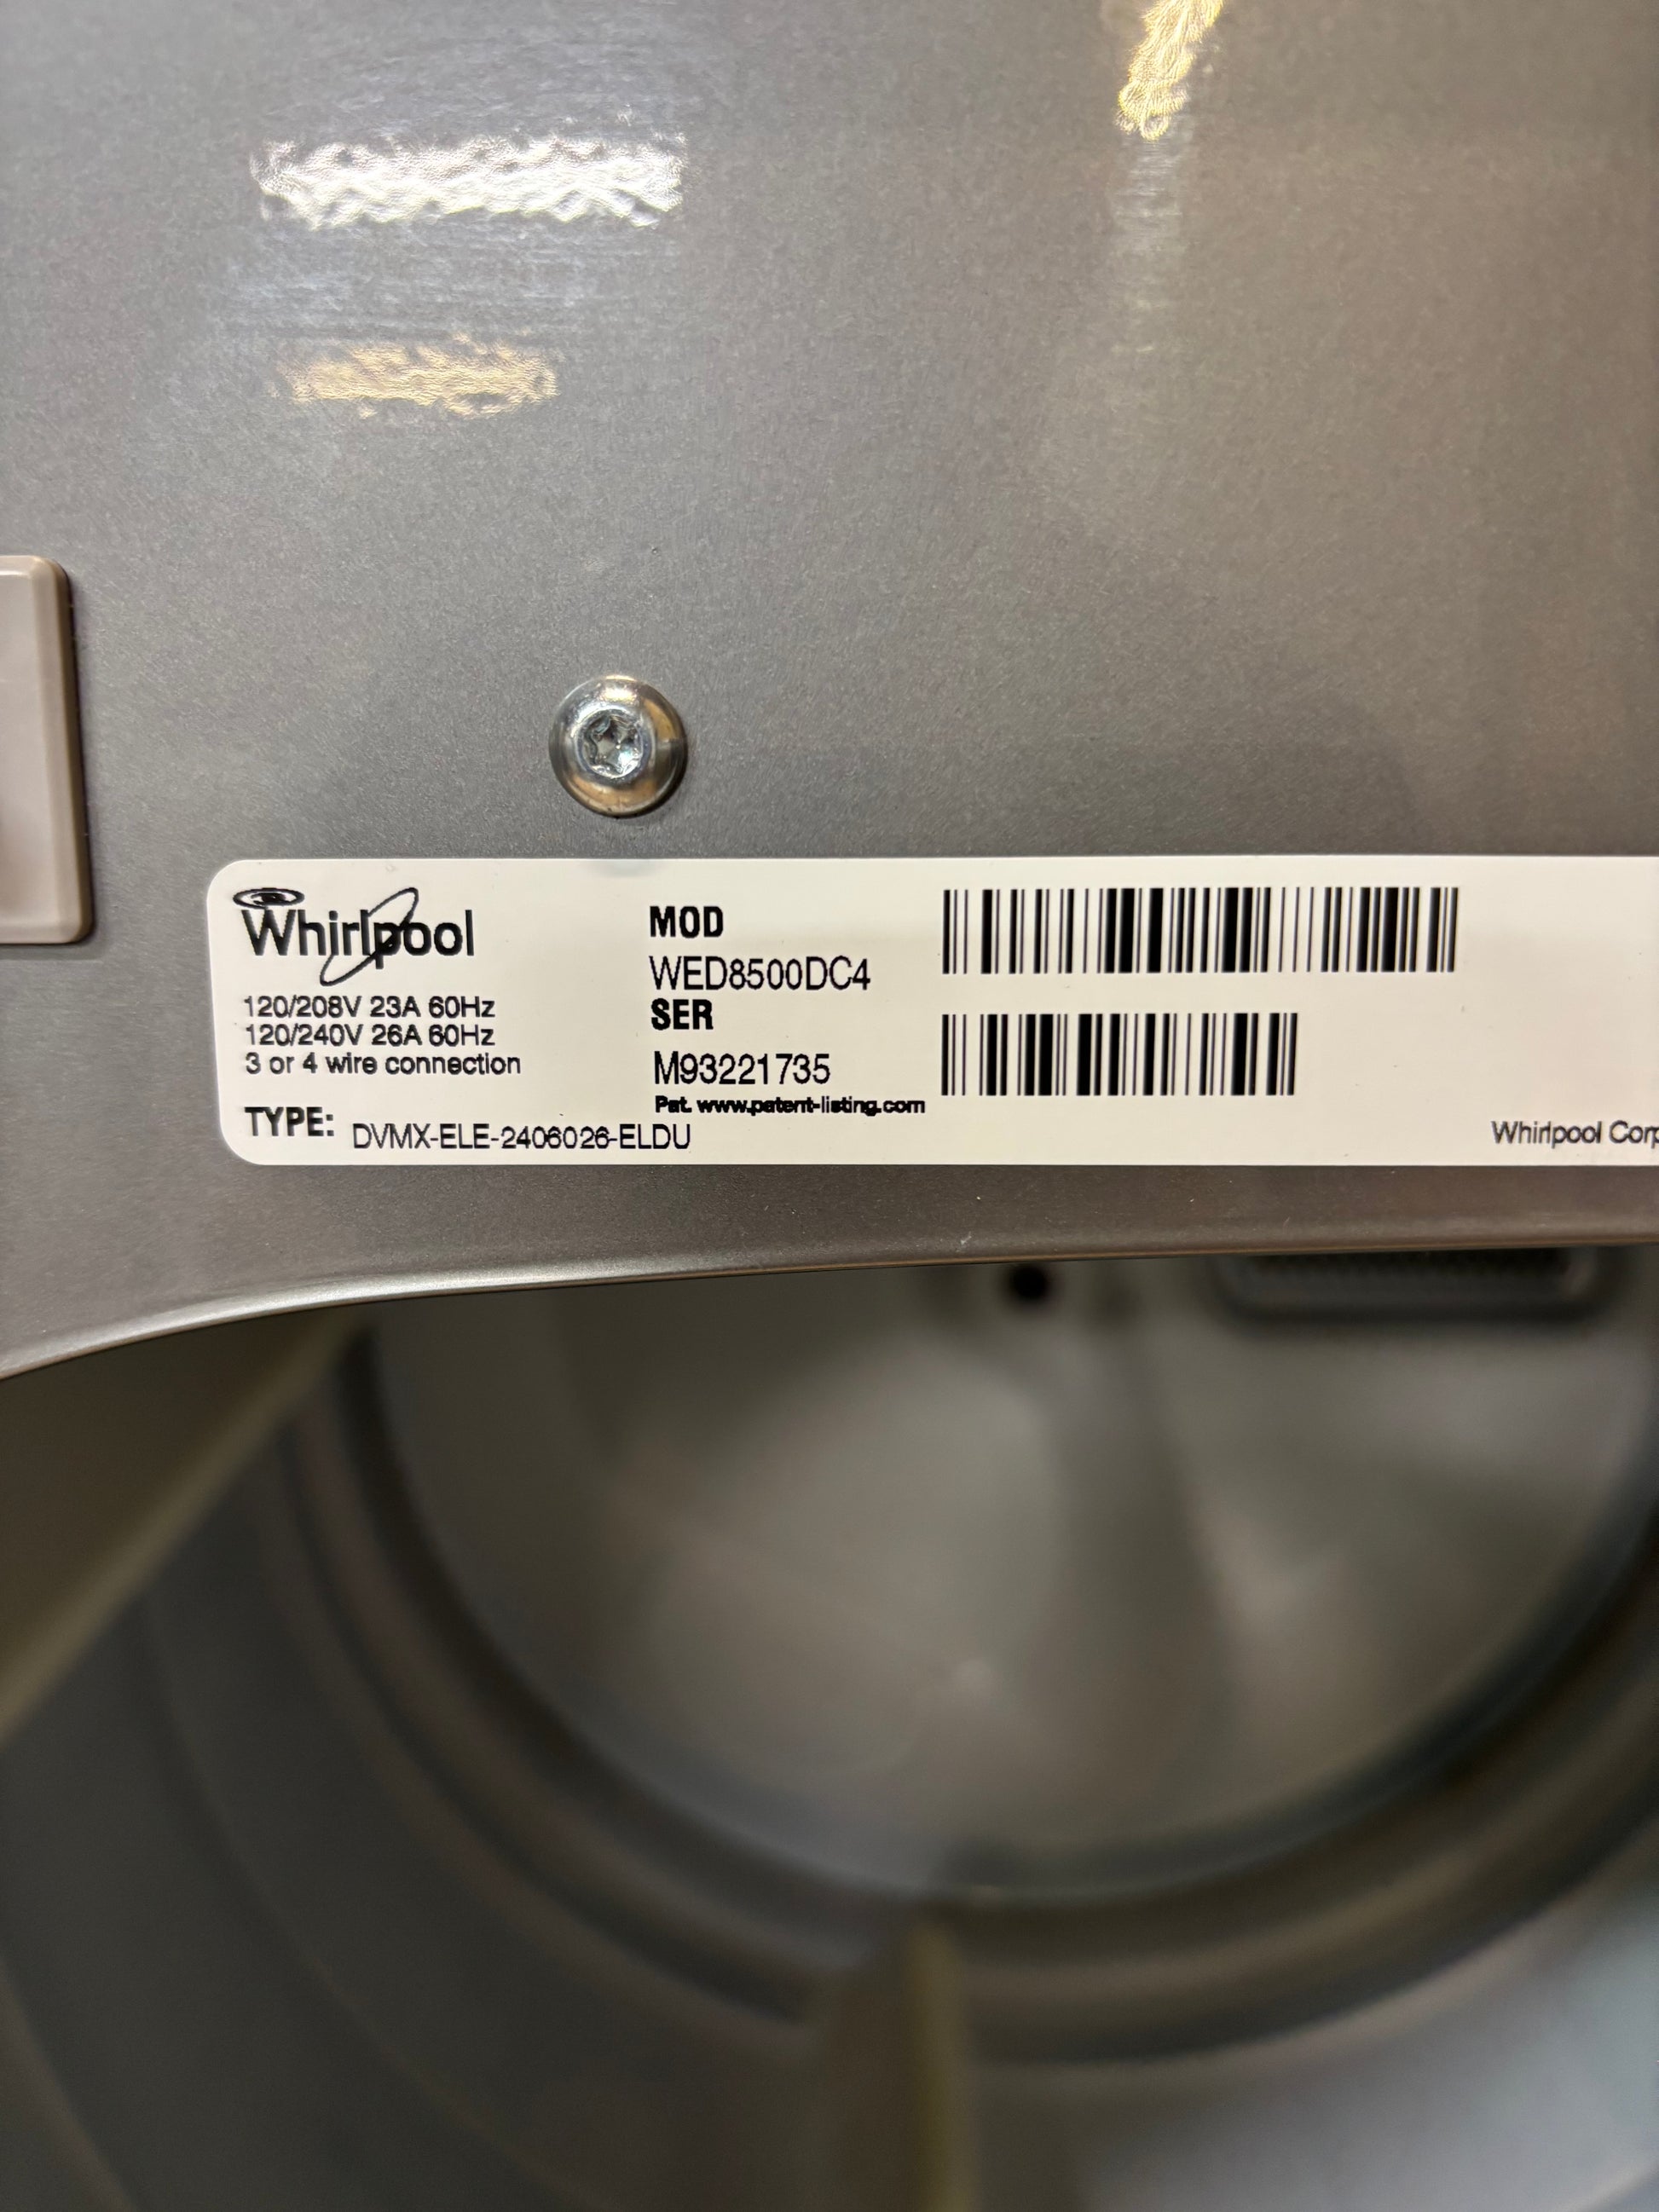 Whirlpool
120/208V 23A 60Hz
120/240V 26A 60Hz
3 or 4 wire connection
MOD
WED8500DC4
SER
M93221735
Pat. www.patent-listing.com
TYPE: DVMX-ELE-2406026-ELDU
Whirlpool Corp